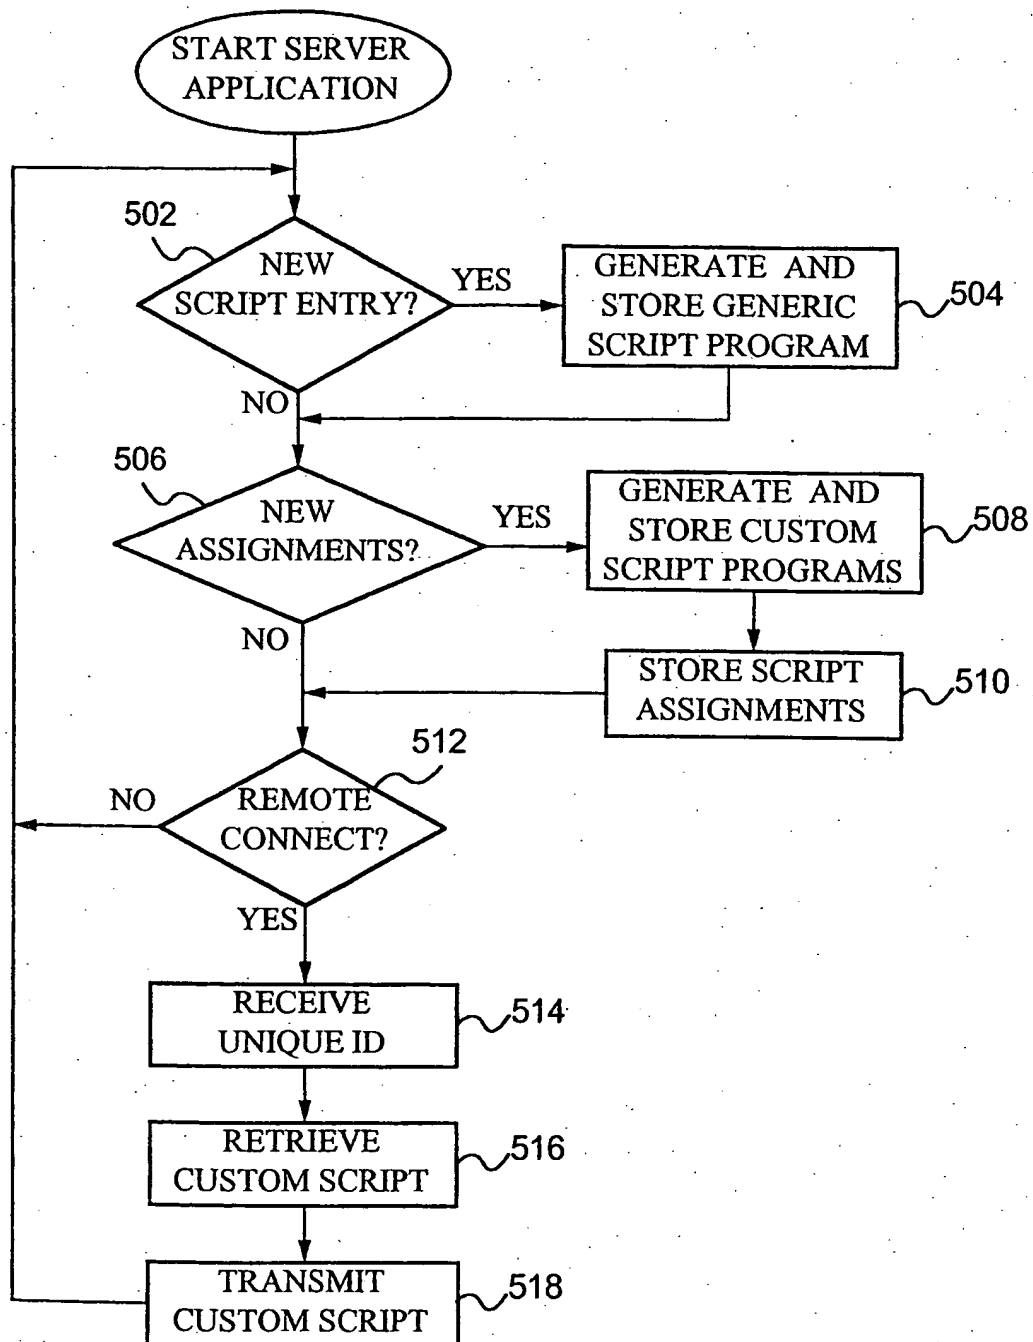 START SERVER
APPLICATION
502
NEW
SCRIPT ENTRY?
YES
GENERATE AND
STORE GENERIC
SCRIPT PROGRAM
504
NO
506
NEW
ASSIGNMENTS?
YES
GENERATE AND
STORE CUSTOM
SCRIPT PROGRAMS
508
NO
STORE SCRIPT
ASSIGNMENTS
510
512
REMOTE
CONNECT?
NO
YES
RECEIVE
UNIQUE ID
514
RETRIEVE
CUSTOM SCRIPT
516
TRANSMIT
CUSTOM SCRIPT
518